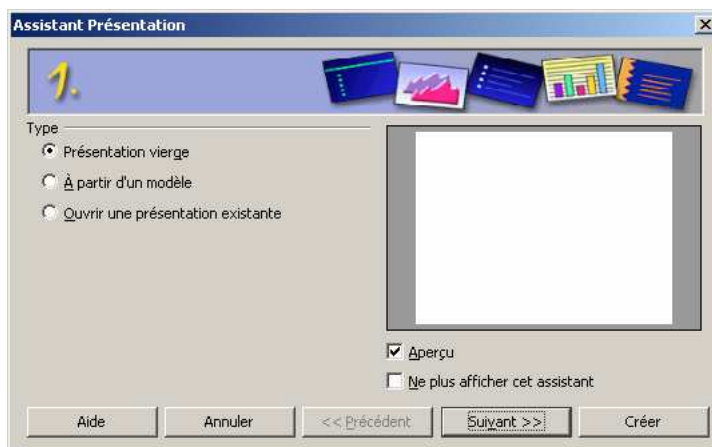 Assistant Présentation
1.
Type
Présentation vierge
À partir d'un modèle
Ouvrir une présentation existante
Aperçu
Ne plus afficher cet assistant
Aide
Annuler
<< Précédent
Suivant >>
Créer